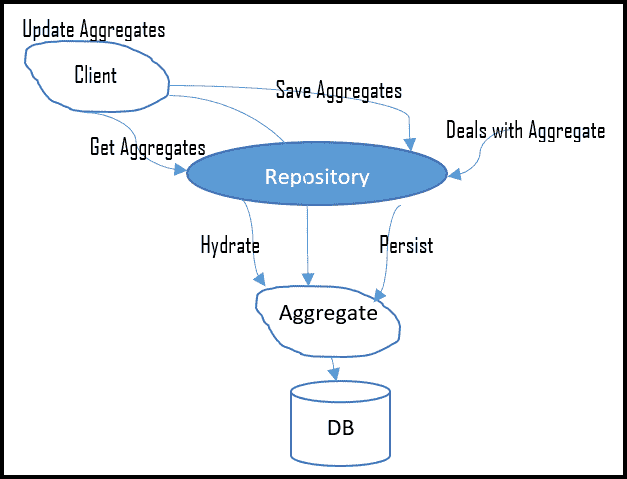 Update Aggregates
Client
Save Aggregates
Deals with Aggregate
Get Aggregates
Repository
Hydrate
Persist
Aggregate
DB